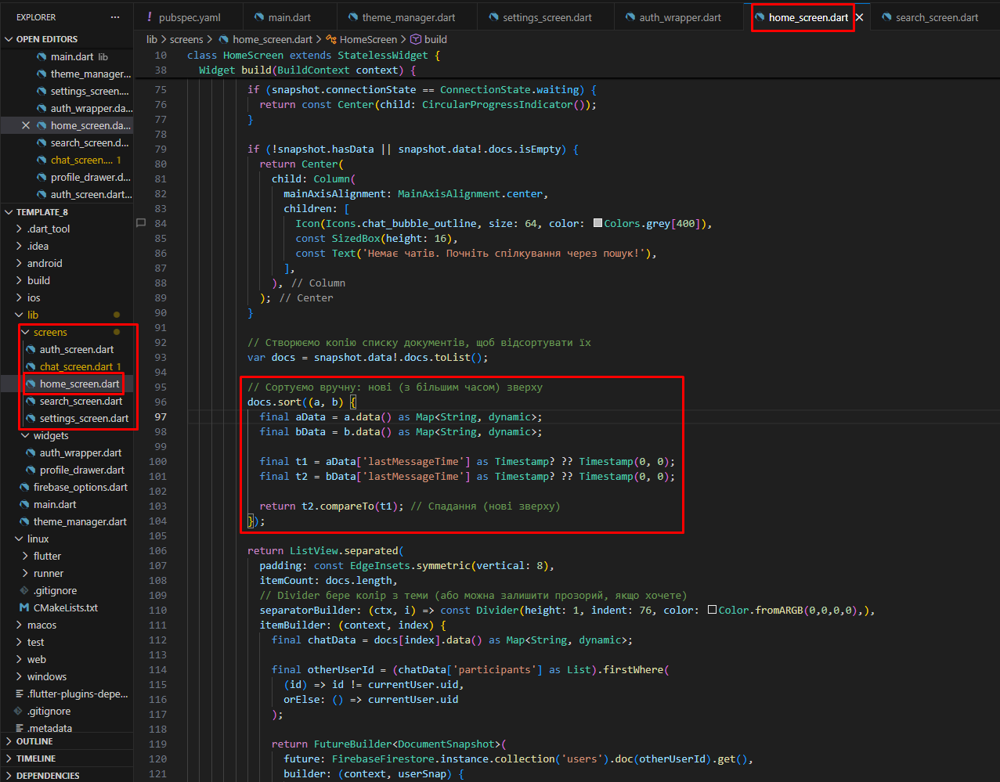 EXPLORER ···
OPEN EDITORS
main.dart lib
theme_manager...
settings_screen....
auth_wrapper.da...
home_screen.da...
search_screen.d...
chat_screen.... 1
profile_drawer.d...
auth_screen.dart...
TEMPLATE_8
.dart_tool
.idea
android
build
ios
lib
screens
auth_screen.dart
chat_screen.dart 1
home_screen.dart
search_screen.dart
settings_screen.dart
widgets
auth_wrapper.dart
profile_drawer.dart
firebase_options.dart
main.dart
theme_manager.dart
linux
flutter
runner
.gitignore
CMakeLists.txt
macos
test
web
windows
.flutter-plugins-depe...
.gitignore
.metadata
OUTLINE
TIMELINE
DEPENDENCIES
! pubspec.yaml main.dart theme_manager.dart settings_screen.dart auth_wrapper.dart home_screen.dart search_screen.dart
lib > screens > home_screen.dart > HomeScreen > build
10 class HomeScreen extends StatelessWidget {
38 Widget build(BuildContext context) {
75 if (snapshot.connectionState == ConnectionState.waiting) {
76 return const Center(child: CircularProgressIndicator());
77 }
78
79 if (!snapshot.hasData || snapshot.data!.docs.isEmpty) {
80 return Center(
81 child: Column(
82 mainAxisAlignment: MainAxisAlignment.center,
83 children: [
84 Icon(Icons.chat_bubble_outline, size: 64, color: Colors.grey[400]),
85 const SizedBox(height: 16),
86 const Text('Немає чатів. Почніть спілкування через пошук!'),
87 ],
88 ), // Column
89 ); // Center
90 }
91
92 // Створюємо копію списку документів, щоб відсортувати їх
93 var docs = snapshot.data!.docs.toList();
94
95 // Сортуємо вручну: нові (з більшим часом) зверху
96 docs.sort((a, b) {
97 final aData = a.data() as Map<String, dynamic>;
98 final bData = b.data() as Map<String, dynamic>;
99
100 final t1 = aData['lastMessageTime'] as Timestamp? ?? Timestamp(0, 0);
101 final t2 = bData['lastMessageTime'] as Timestamp? ?? Timestamp(0, 0);
102
103 return t2.compareTo(t1); // Спадання (нові зверху)
104 });
105
106 return ListView.separated(
107 padding: const EdgeInsets.symmetric(vertical: 8),
108 itemCount: docs.length,
109 // Divider бере колір з теми (або можна залишити прозорий, якщо хочете)
110 separatorBuilder: (ctx, i) => const Divider(height: 1, indent: 76, color: Color.fromARGB(0,0,0,0),),
111 itemBuilder: (context, index) {
112 final chatData = docs[index].data() as Map<String, dynamic>;
113
114 final otherUserId = (chatData['participants'] as List).firstWhere(
115 (id) => id != currentUser.uid,
116 orElse: () => currentUser.uid
117 );
118
119 return FutureBuilder<DocumentSnapshot>(
120 future: FirebaseFirestore.instance.collection('users').doc(otherUserId).get(),
121 builder: (context, userSnap) {